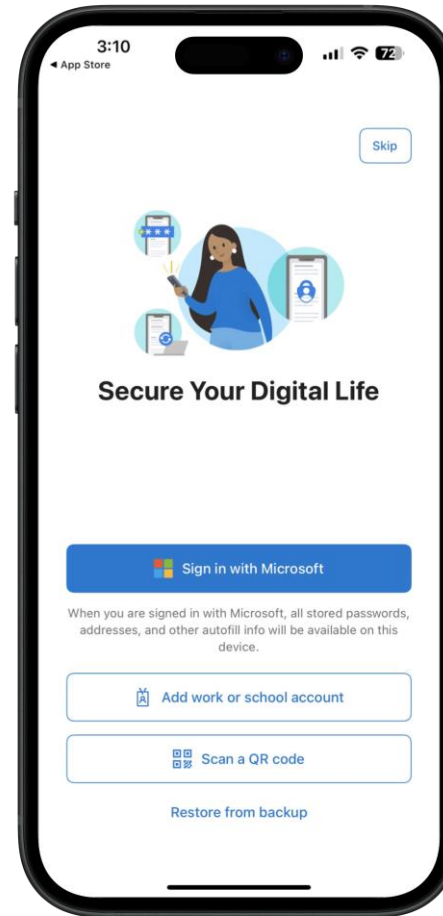 3:10
◀ App Store
72
Skip
****
Secure Your Digital Life
Sign in with Microsoft
When you are signed in with Microsoft, all stored passwords,
addresses, and other autofill info will be available on this
device.
A
Add work or school account
Scan a QR code
Restore from backup